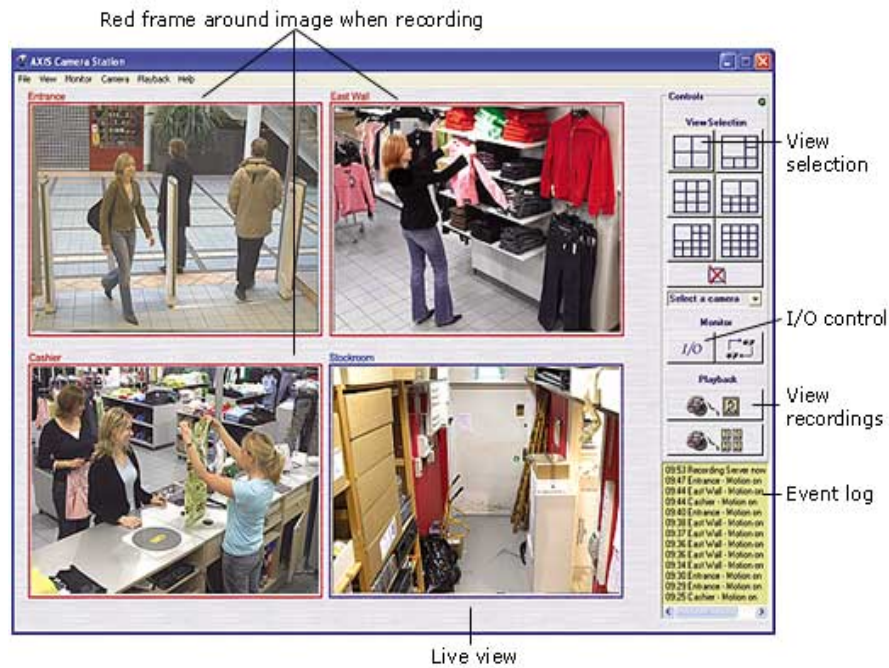 Red frame around image when recording
AXIS Camera Station
File View Monitor Camera Playback Help
Entrance
East Wall
Controls
View Selection
View
selection
Select a camera
Monitor
I/O
I/O control
Cashier
Stockroom
Playback
View
recordings
09:53 Recording Server now
09:47 Entrance - Motion on
09:44 East Wall - Motion on
09:44 Cashier - Motion on
09:40 Entrance - Motion on
09:38 East Wall - Motion on
09:37 East Wall - Motion on
09:36 East Wall - Motion on
09:36 East Wall - Motion on
09:34 East Wall - Motion on
09:30 Entrance - Motion on
09:29 Entrance - Motion on
09:25 Cashier - Motion on
Event log
Live view